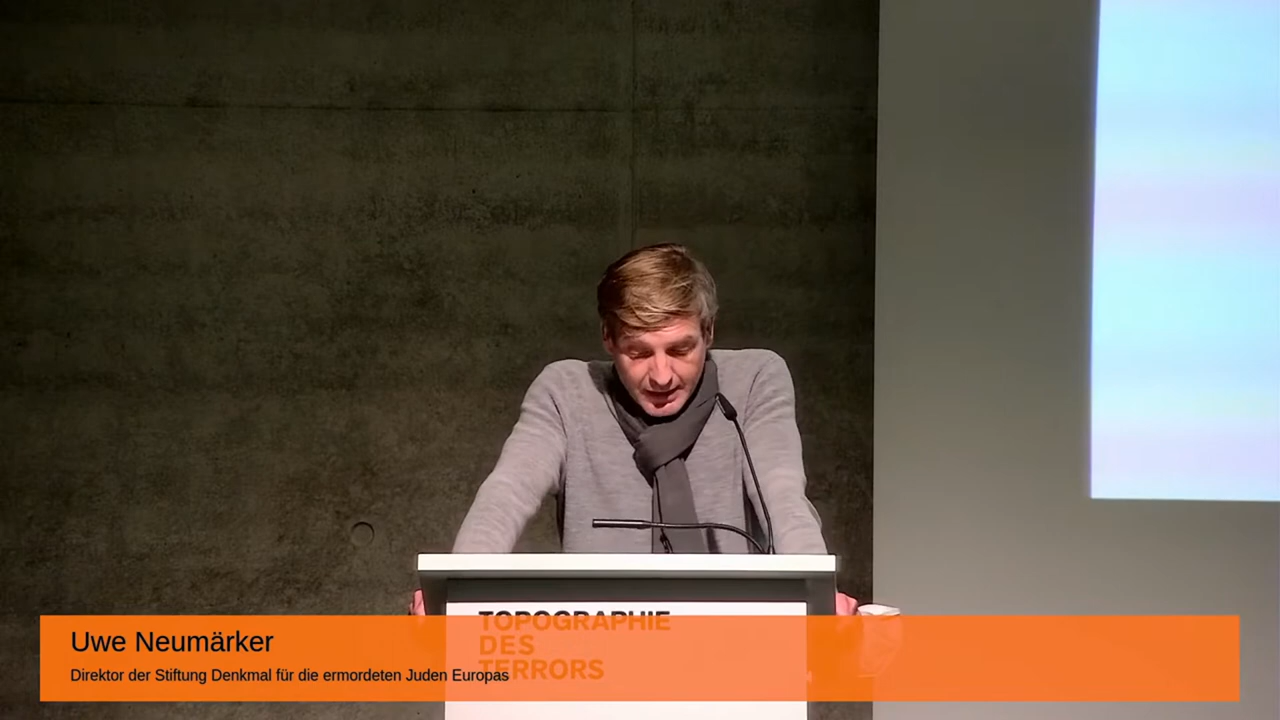 TOPOGRAPHIE
DES
TERRORS
Uwe Neumärker
Direktor der Stiftung Denkmal für die ermordeten Juden Europas